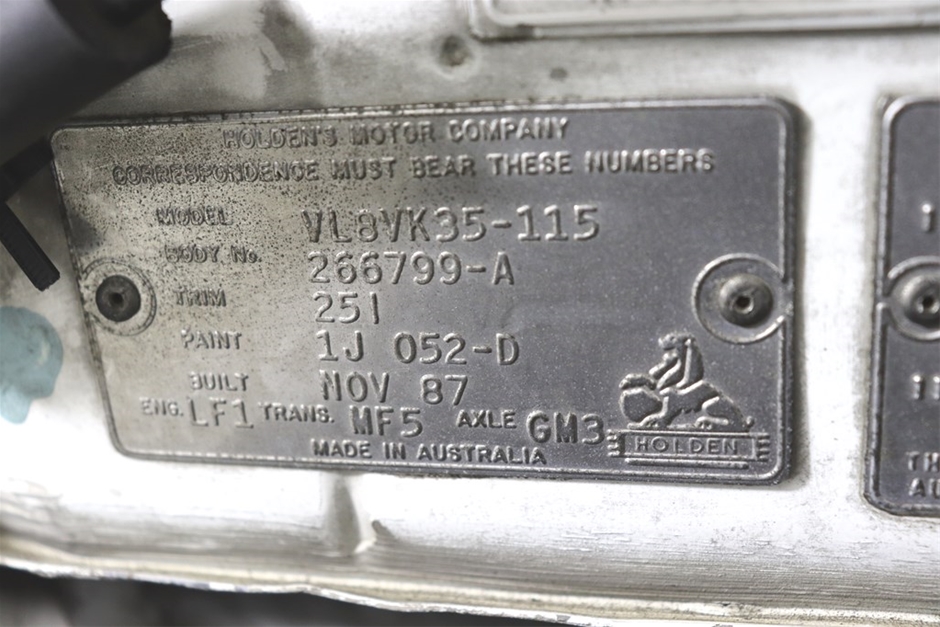 HOLDEN'S MOTOR COMPANY
CORRESPONDENCE MUST BEAR THESE NUMBERS
MODEL VL8VK35-115
BODY No. 266799-A
TRIM 25I
PAINT 1J 052-D
BUILT NOV 87
ENG. LF1 TRANS. MF5 AXLE GM3
HOLDEN
MADE IN AUSTRALIA